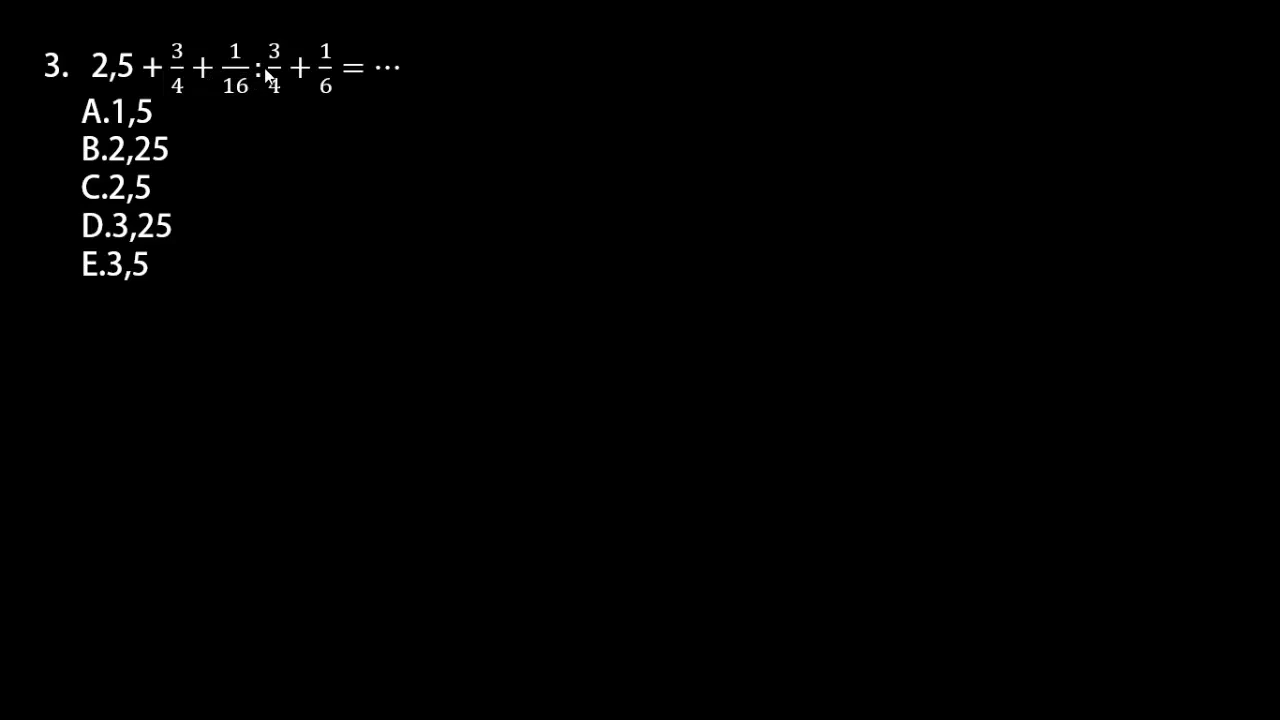 3. 2,5 + 3/4 + 1/16 : 3/4 + 1/6 = ⋯
A.1,5
B.2,25
C.2,5
D.3,25
E.3,5